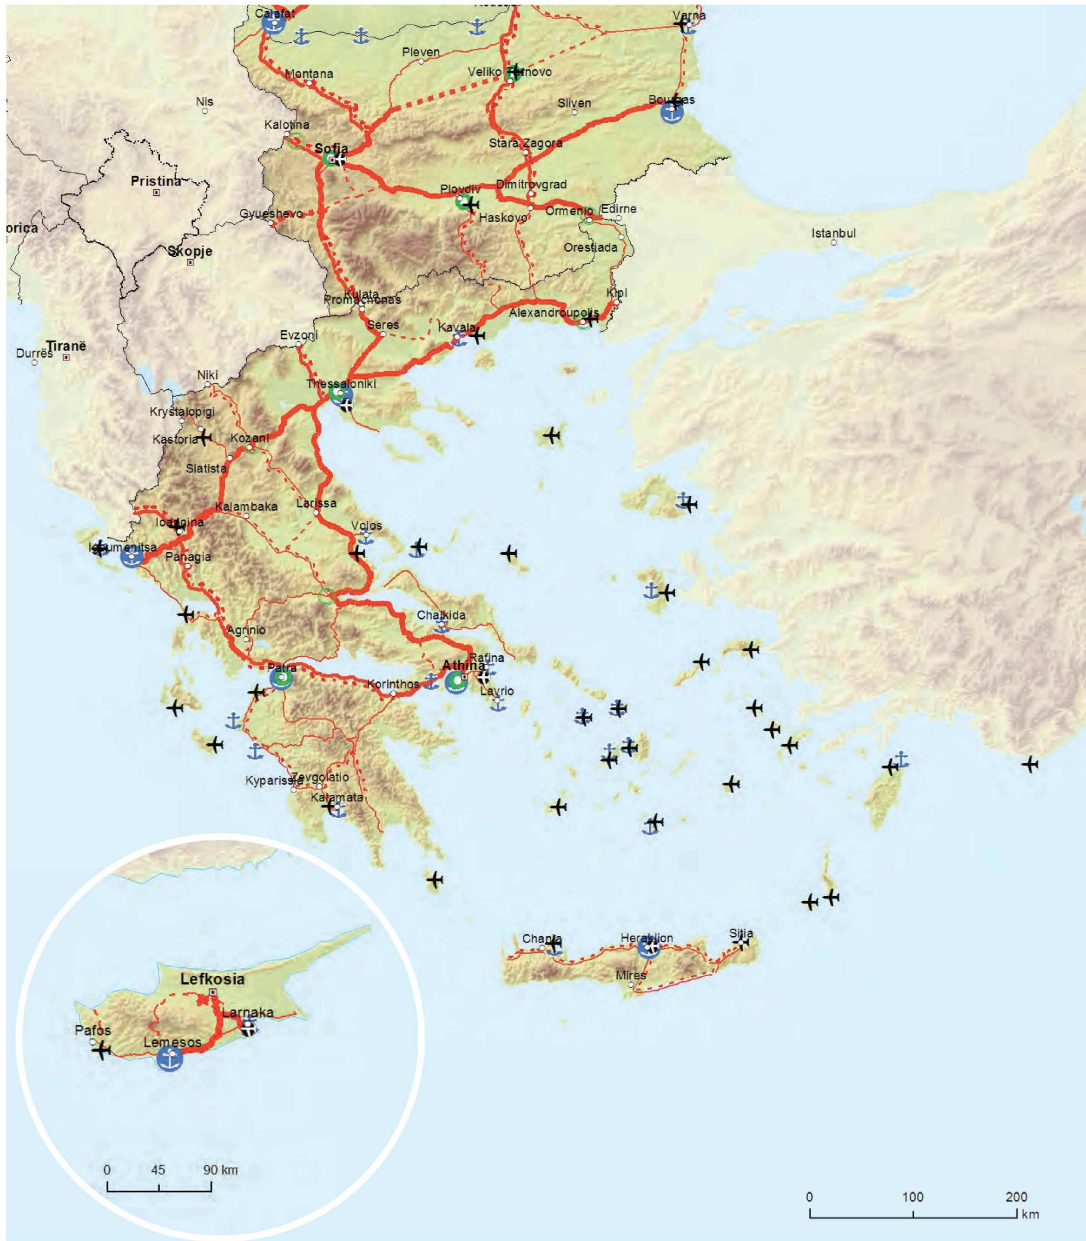 Calafat
Varna
Pleven
Montana
Veliko Tarnovo
Nis
Sliven
Bourgas
Kalotina
Sofia
Stara Zagora
Pristina
Plovdiv
Dimitrovgrad
Gyueshevo
Haskovo
Ormenio
Edirne
orica
Istanbul
Orestiada
Skopje
Kulata
Promachonas
Kipi
Alexandroupolis
Evzoni
Seres
Kavala
Tiranë
Durrës
Niki
Thessaloniki
Krystalopigi
Kastoria
Kozani
Siatista
Kalambaka
Larissa
Ioannina
Volos
Igoumenitsa
Panagia
Chalkida
Agrinio
Rafina
Patra
Athina
Korinthos
Lavrio
Kyparissia
Zevgolatio
Kalamata
Chania
Heraklion
Sitia
Mires
Lefkosia
Larnaka
Pafos
Lemesos
0 45 90 km
0 100 200
km